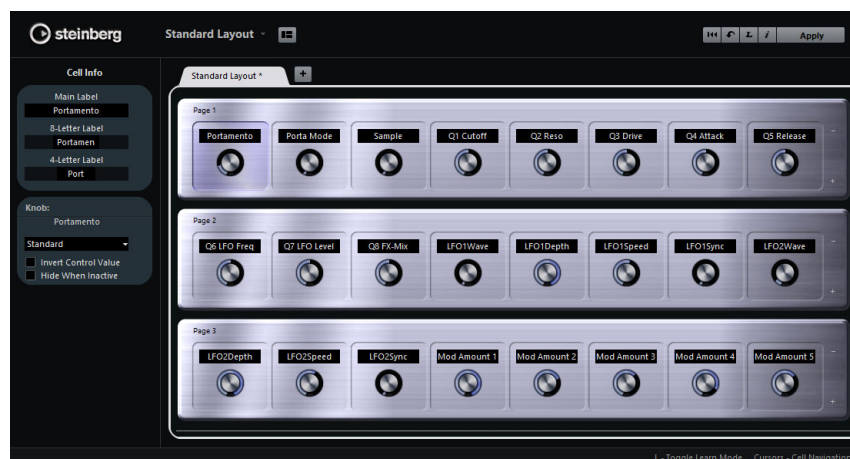 steinberg
Standard Layout
L
i
Apply
Cell Info
Main Label
Portamento
8-Letter Label
Portamen
4-Letter Label
Port
Knob:
Portamento
Standard
Invert Control Value
Hide When Inactive
Standard Layout *
+
Page 1
Portamento Porta Mode Sample Q1 Cutoff Q2 Reso Q3 Drive Q4 Attack Q5 Release
-
+
Page 2
Q6 LFO Freq Q7 LFO Level Q8 FX-Mix LFO1Wave LFO1Depth LFO1Speed LFO1Sync LFO2Wave
-
+
Page 3
LFO2Depth LFO2Speed LFO2Sync Mod Amount 1 Mod Amount 2 Mod Amount 3 Mod Amount 4 Mod Amount 5
-
+
L - Toggle Learn Mode Cursors - Cell Navigation